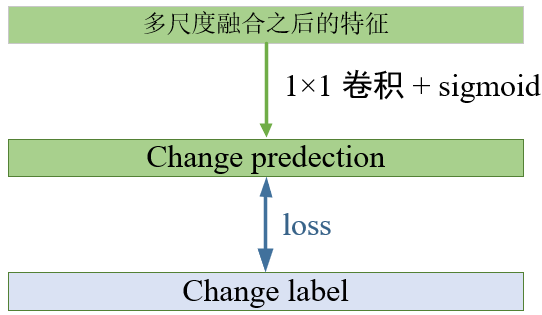 多尺度融合之后的特征
1×1 卷积 + sigmoid
Change predection
loss
Change label